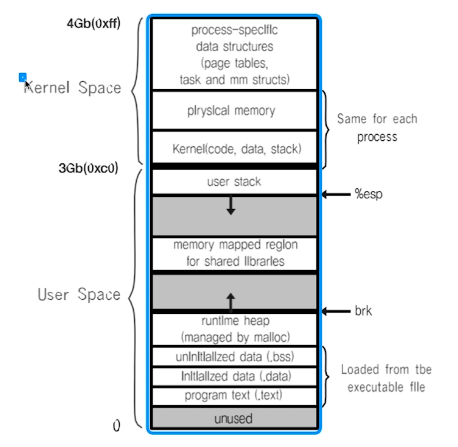 4Gb(0xff)
process-specific
data structures
(page tables,
task and mm structs)
Kernel Space
plryslcal memory
Same for each
process
Kernel(code, data, stack)
3Gb(0xc0)
user stack
%esp
memory mapped region
for shared libraries
User Space
brk
runtime heap
(managed by malloc)
uninitialized data (.bss)
Initialized data (.data)
Loaded from tbe
executable file
program text (.text)
unused
0